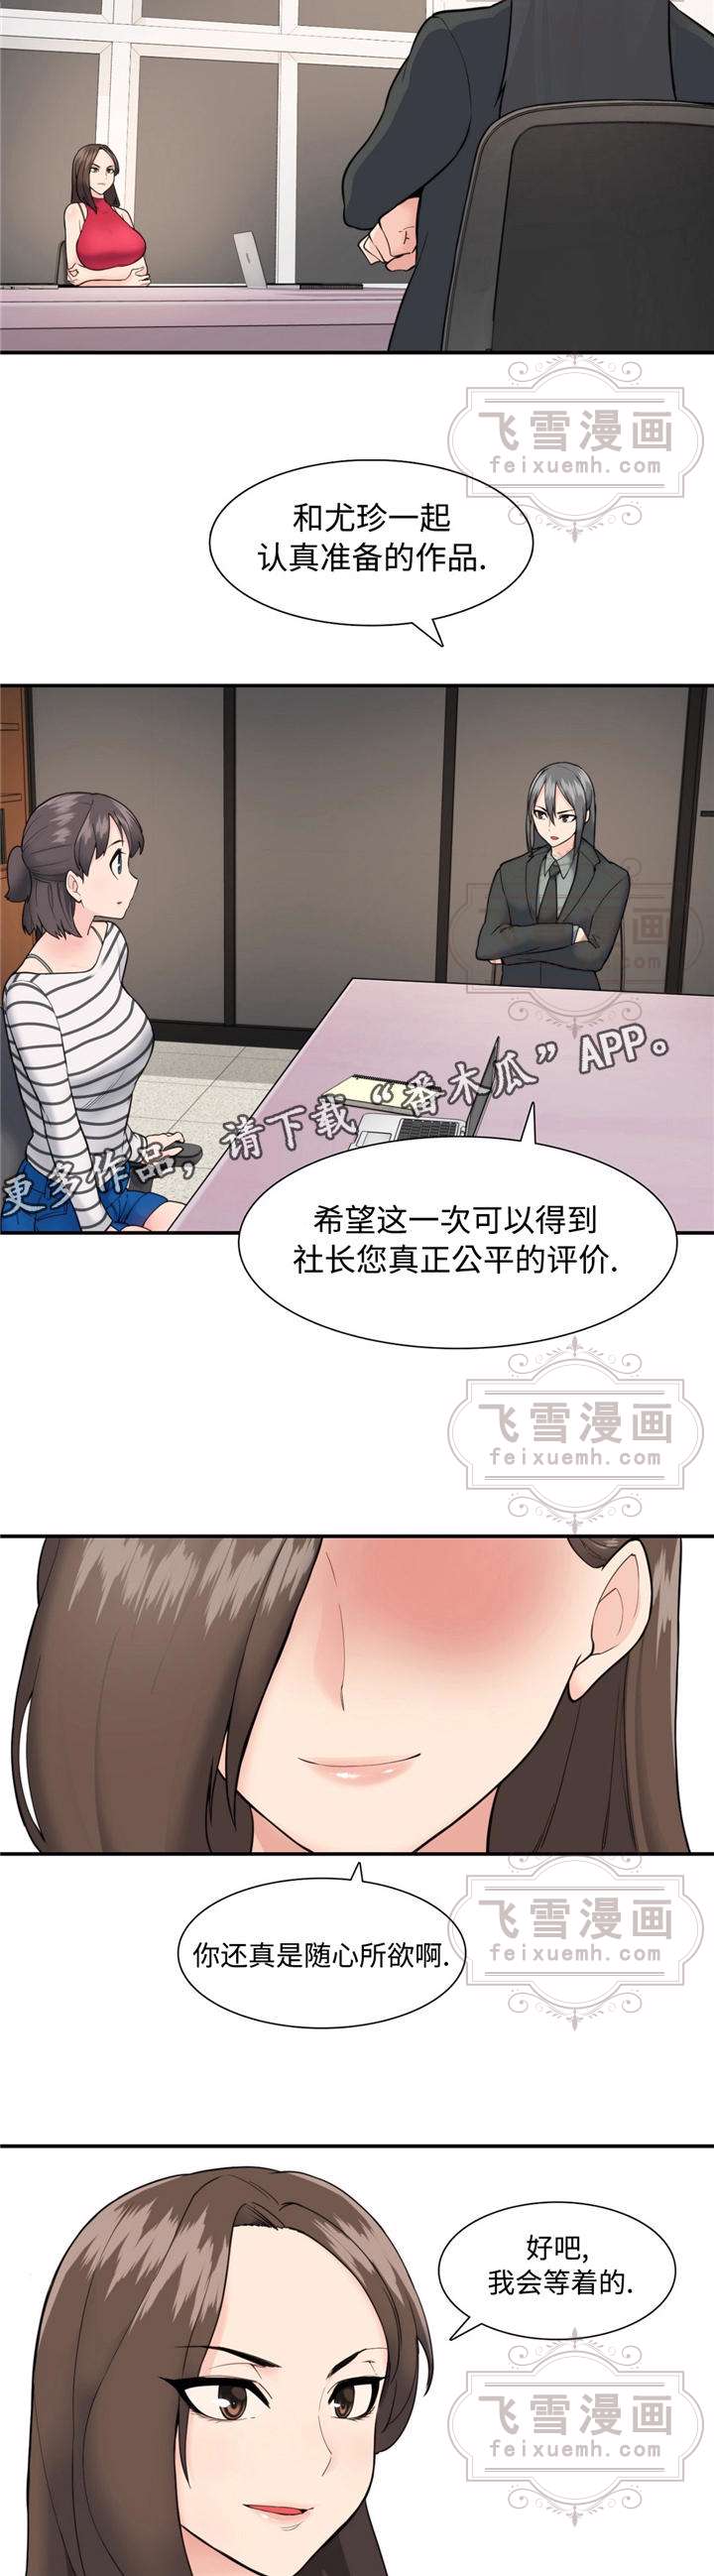 飞雪漫画
feixuemh.com
和尤珍一起
认真准备的作品.
飞雪漫画
更多作品，请下载“番木瓜”APP。
希望这一次可以得到
社长您真正公平的评价.
飞雪漫画
feixuemh.com
飞雪漫画
feixuemh.com
你还真是随心所欲啊.
好吧,
我会等着的.
飞雪漫画
feixuemh.com